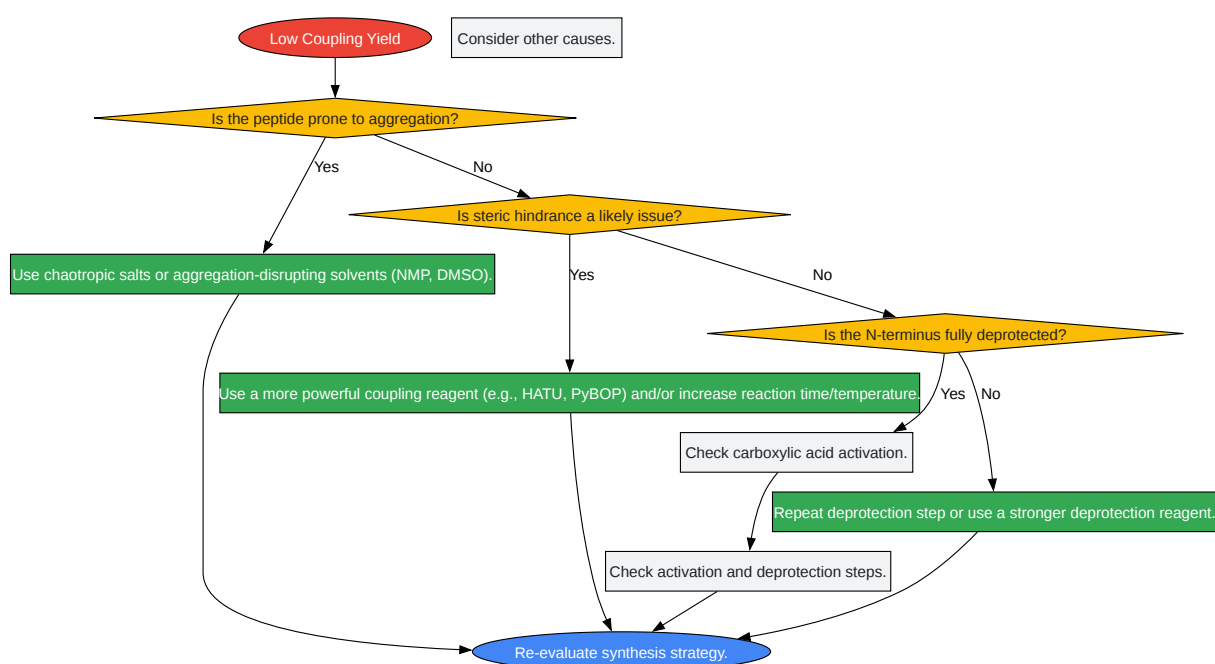 Low Coupling Yield
Consider other causes.
Is the peptide prone to aggregation?
Yes
No
Is steric hindrance a likely issue?
Use chaotropic salts or aggregation-disrupting solvents (NMP, DMSO).
Yes
No
Is the N-terminus fully deprotected?
Use a more powerful coupling reagent (e.g., HATU, PyBOP) and/or increase reaction time/temperature.
Yes
No
Check carboxylic acid activation.
Repeat deprotection step or use a stronger deprotection reagent.
Check activation and deprotection steps.
Re-evaluate synthesis strategy.